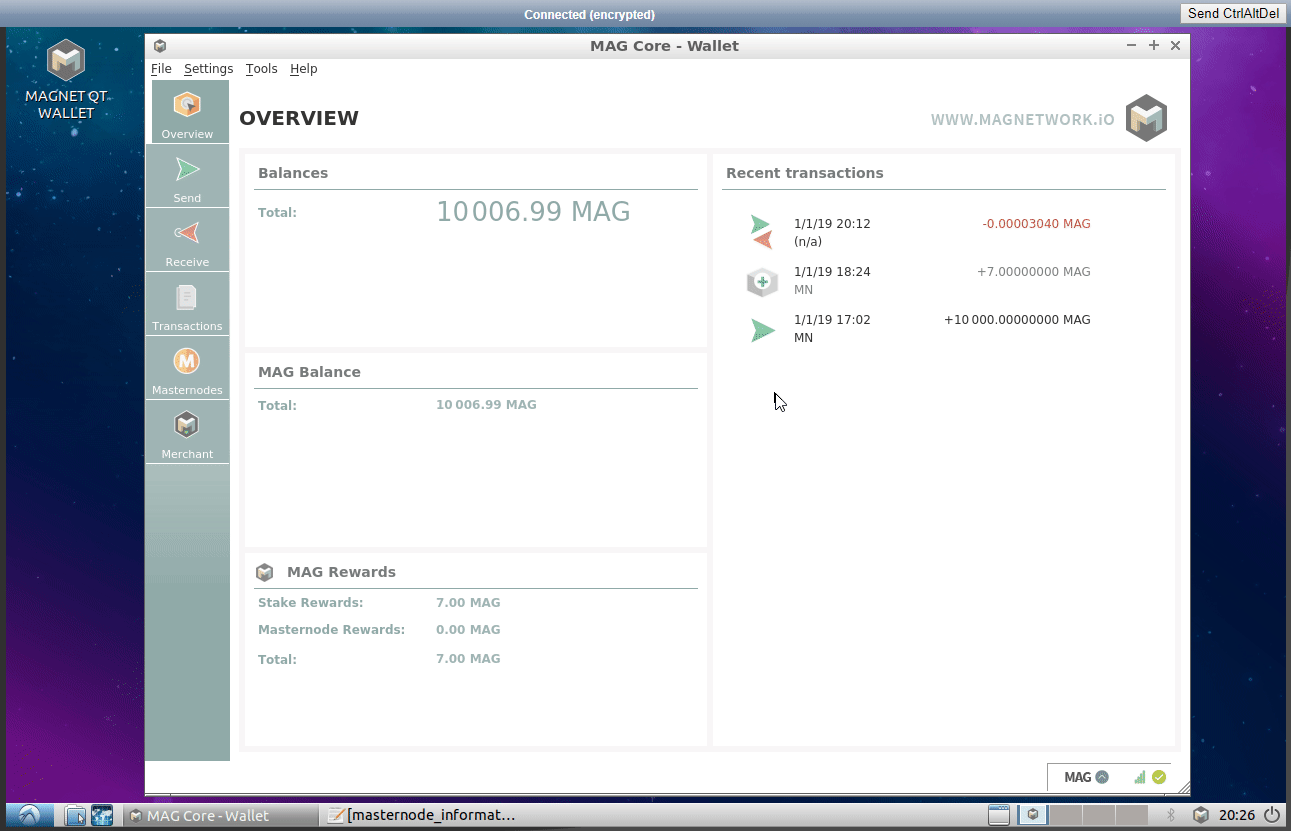 Connected (encrypted)
Send CtrlAltDel
MAGNET QT
WALLET
MAG Core - Wallet
File Settings Tools Help
Overview
Send
Receive
Transactions
Masternodes
Merchant
OVERVIEW
WWW.MAGNETWORK.iO
Balances
Total: 10 006.99 MAG
MAG Balance
Total: 10 006.99 MAG
MAG Rewards
Stake Rewards: 7.00 MAG
Masternode Rewards: 0.00 MAG
Total: 7.00 MAG
Recent transactions
1/1/19 20:12 -0.00003040 MAG
(n/a)
1/1/19 18:24 +7.00000000 MAG
MN
1/1/19 17:02 +10 000.00000000 MAG
MN
MAG
MAG Core - Wallet
[masternode_informat...
20:26